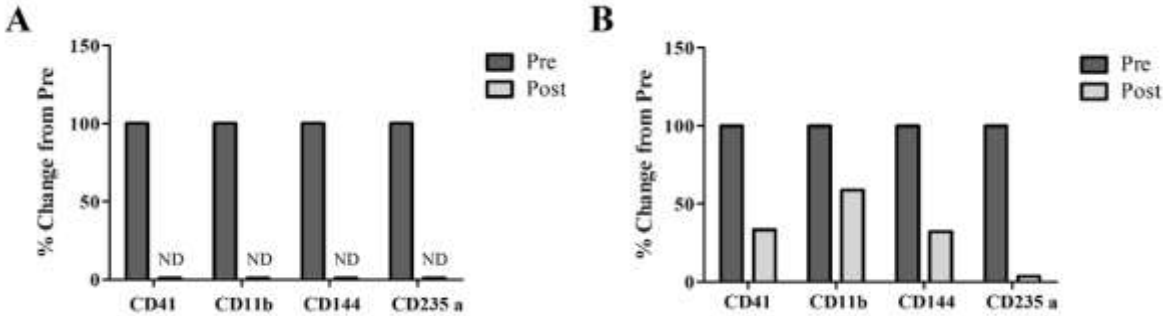 A
% Change from Pre
150
100
50
0
Pre
Post
ND ND ND ND
CD41 CD11b CD144 CD235 a
B
% Change from Pre
150
100
50
0
Pre
Post
CD41 CD11b CD144 CD235 a